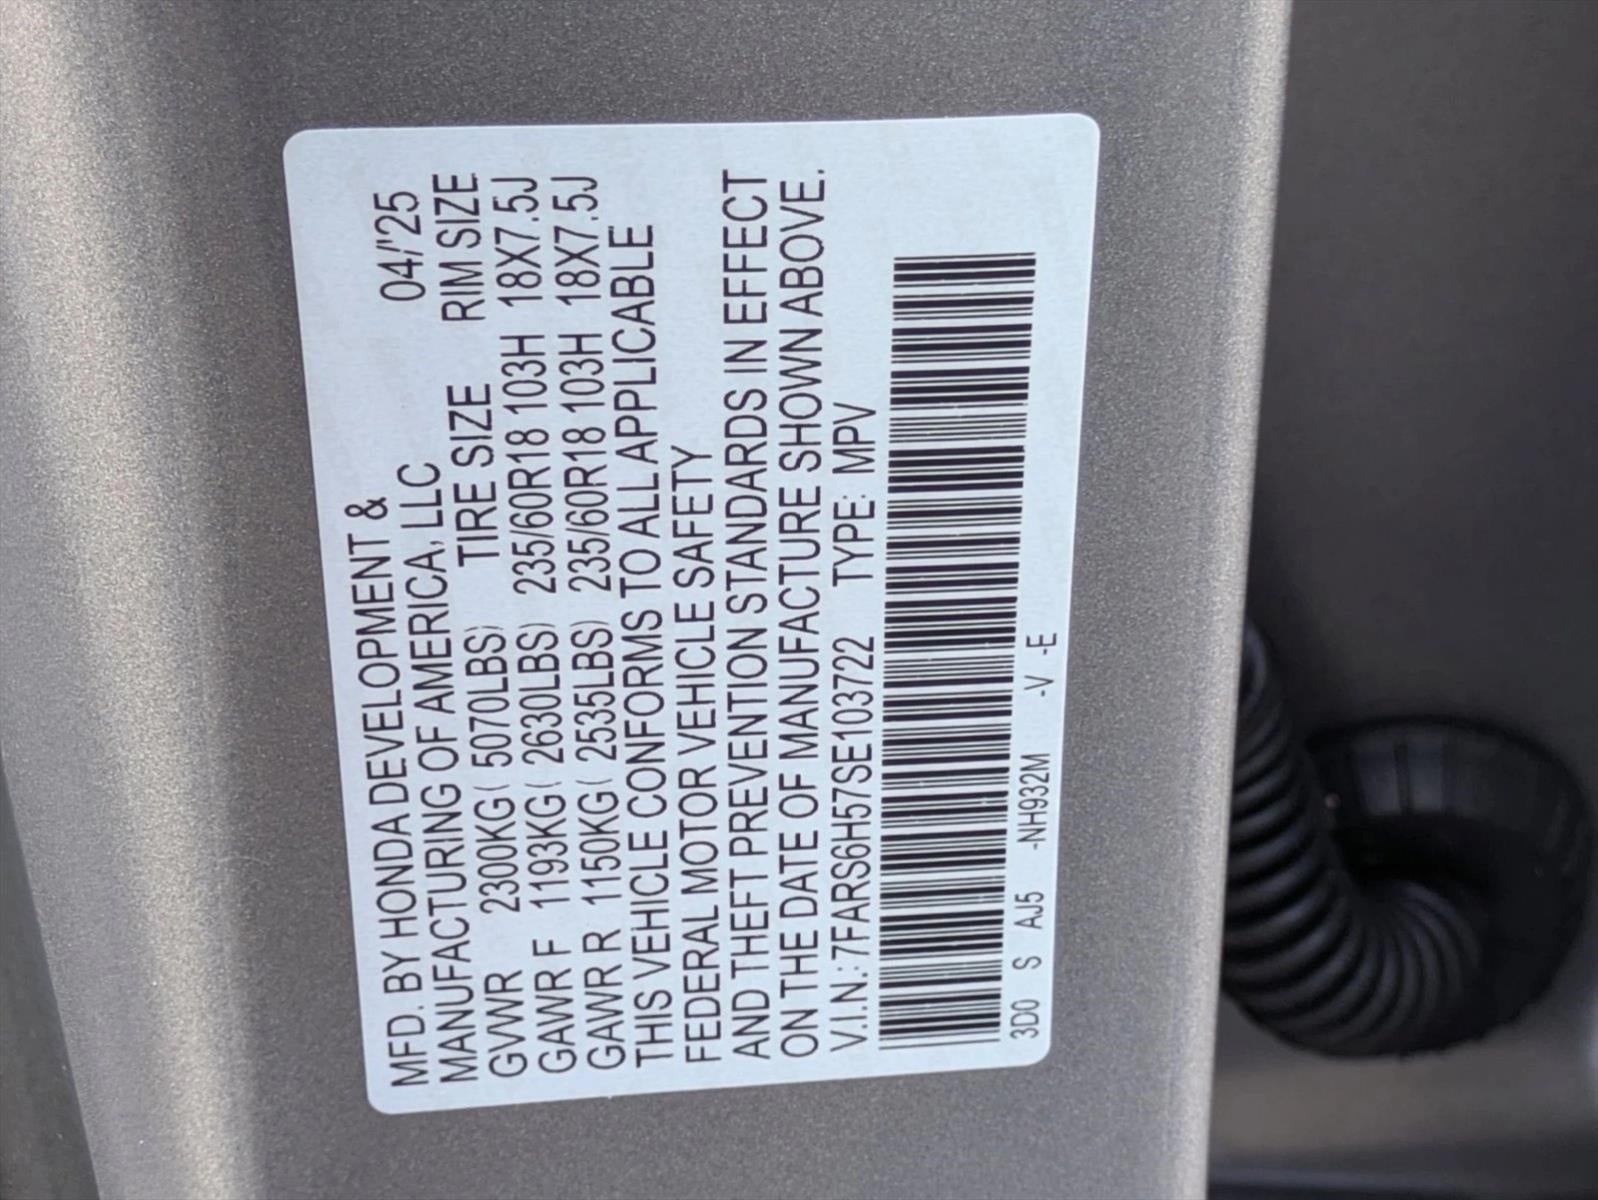 MFD. BY HONDA DEVELOPMENT &
MANUFACTURING OF AMERICA, LLC 04/'25
TIRE SIZE RIM SIZE
GVWR 2300KG( 5070LBS)
GAWR F 1193KG( 2630LBS) 235/60R18 103H 18X7.5J
GAWR R 1150KG( 2535LBS) 235/60R18 103H 18X7.5J
THIS VEHICLE CONFORMS TO ALL APPLICABLE
FEDERAL MOTOR VEHICLE SAFETY
AND THEFT PREVENTION STANDARDS IN EFFECT
ON THE DATE OF MANUFACTURE SHOWN ABOVE.
V.I.N.: 7FARS6H57SE103722 TYPE: MPV
3D0 S AJ5 -NH932M -V -E